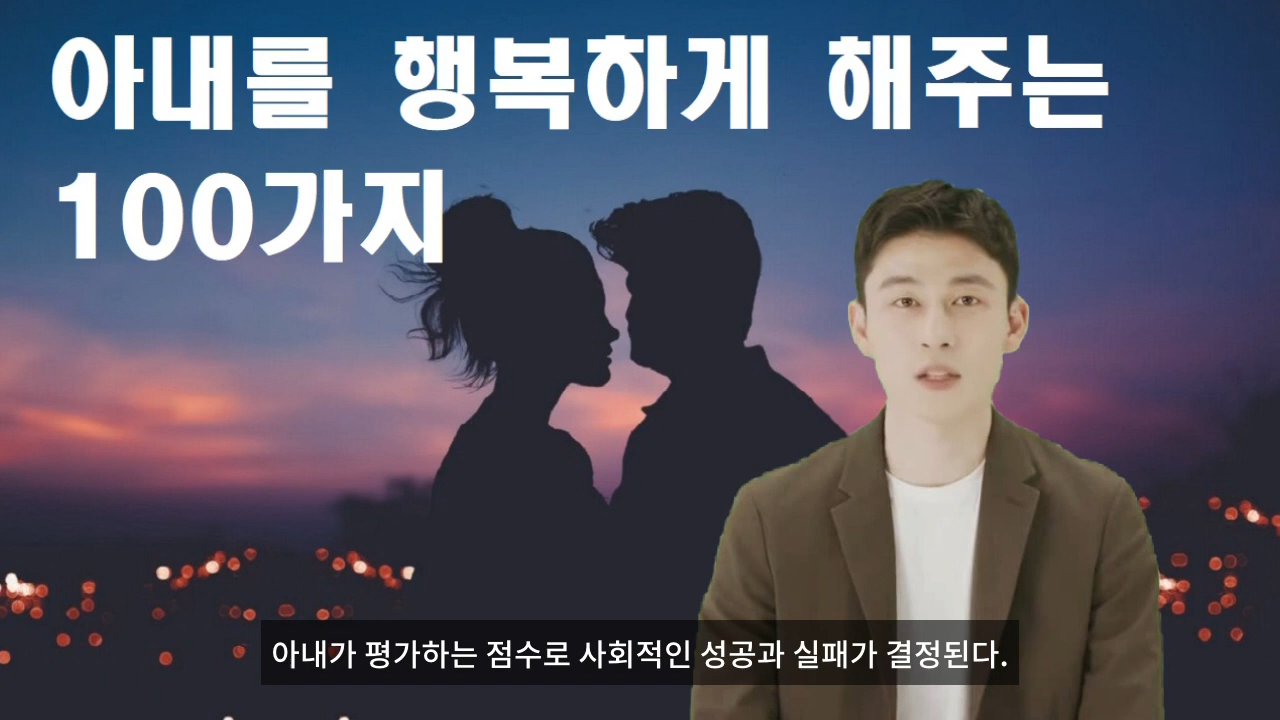 아내를 행복하게 해주는
100가지
아내가 평가하는 점수로 사회적인 성공과 실패가 결정된다.